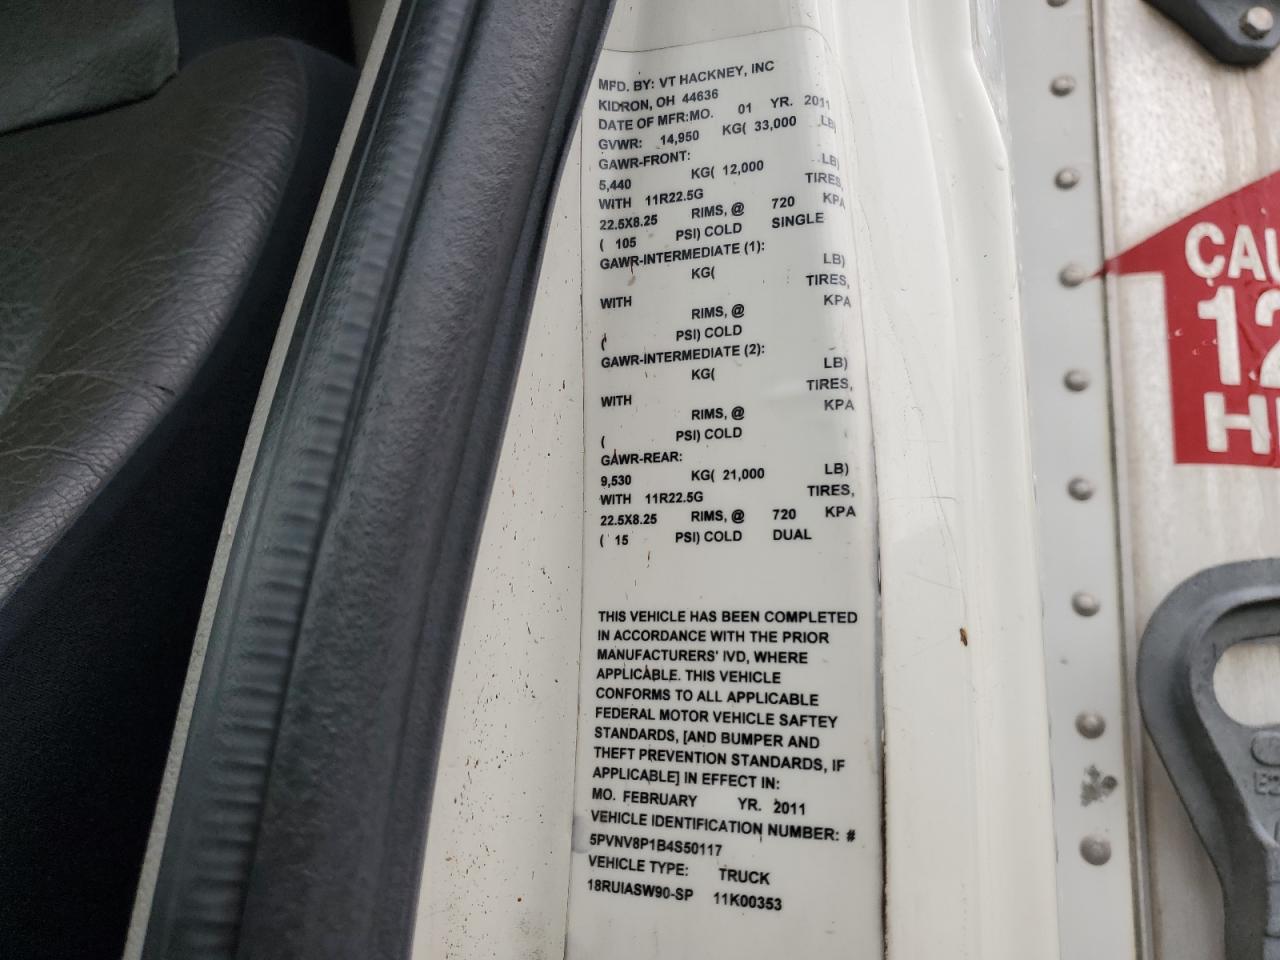 MFD. BY: VT HACKNEY, INC
KIDRON, OH 44636
DATE OF MFR:MO. 01 YR. 2011
GVWR: 14,950 KG( 33,000 LB)
GAWR-FRONT:
5,440 KG( 12,000 LB)
WITH 11R22.5G TIRES,
22.5X8.25 RIMS, @ 720 KPA
( 105 PSI) COLD SINGLE
GAWR-INTERMEDIATE (1):
KG( LB)
WITH TIRES,
RIMS, @ KPA
( PSI) COLD
GAWR-INTERMEDIATE (2):
KG( LB)
WITH TIRES,
RIMS, @ KPA
( PSI) COLD
GAWR-REAR:
9,530 KG( 21,000 LB)
WITH 11R22.5G TIRES,
22.5X8.25 RIMS, @ 720 KPA
( 15 PSI) COLD DUAL
THIS VEHICLE HAS BEEN COMPLETED
IN ACCORDANCE WITH THE PRIOR
MANUFACTURERS' IVD, WHERE
APPLICABLE. THIS VEHICLE
CONFORMS TO ALL APPLICABLE
FEDERAL MOTOR VEHICLE SAFTEY
STANDARDS, [AND BUMPER AND
THEFT PREVENTION STANDARDS, IF
APPLICABLE] IN EFFECT IN:
MO. FEBRUARY YR. 2011
VEHICLE IDENTIFICATION NUMBER: #
5PVNV8P1B4S50117
VEHICLE TYPE: TRUCK
18RUIASW90-SP 11K00353
CAU
12
H